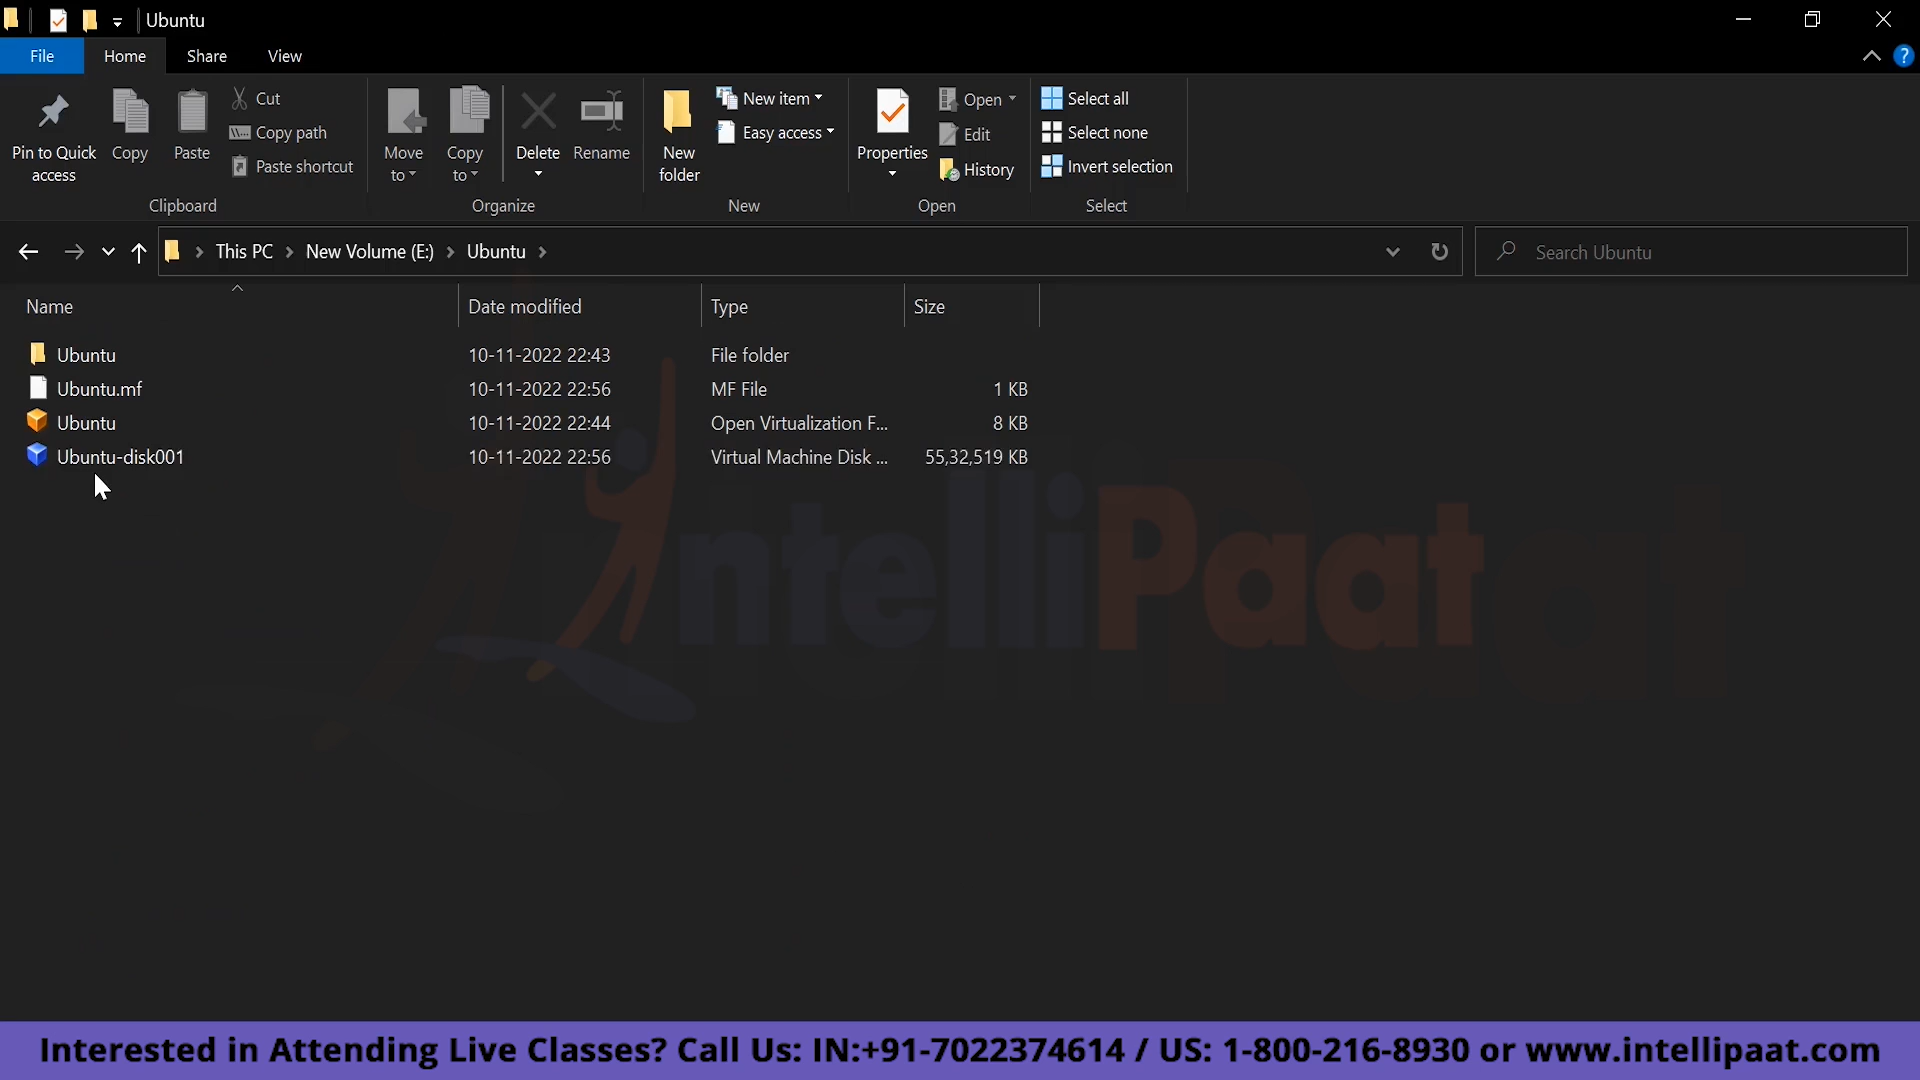 Ubuntu
File Home Share View
Pin to Quick access
Copy
Paste
Cut
Copy path
Paste shortcut
Clipboard
Move to
Copy to
Delete
Rename
Organize
New folder
New item
Easy access
New
Properties
Open
Edit
History
Open
Select all
Select none
Invert selection
Select
This PC New Volume (E:) Ubuntu
Search Ubuntu
Name Date modified Type Size
Ubuntu 10-11-2022 22:43 File folder
Ubuntu.mf 10-11-2022 22:56 MF File 1 KB
Ubuntu 10-11-2022 22:44 Open Virtualization F... 8 KB
Ubuntu-disk001 10-11-2022 22:56 Virtual Machine Disk ... 55,32,519 KB
IntelliPaat
Interested in Attending Live Classes? Call Us: IN:+91-7022374614 / US: 1-800-216-8930 or www.intellipaat.com